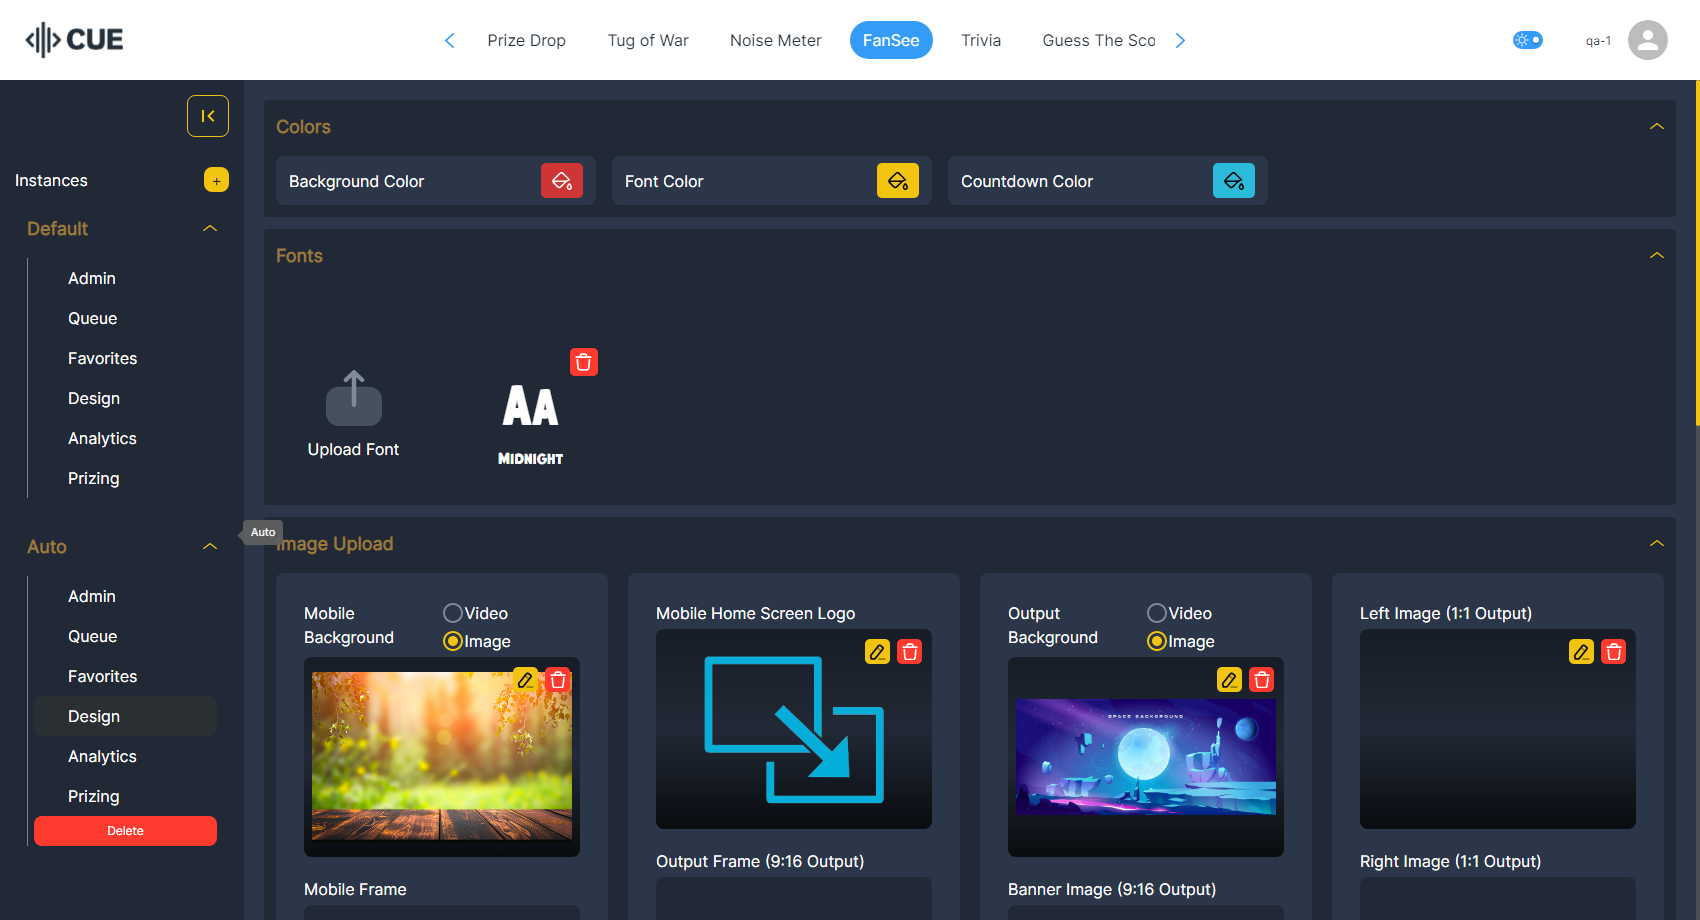 CUE
Prize Drop
Tug of War
Noise Meter
FanSee
Trivia
Guess The Sco
qa-1
Instances
+
Default
Admin
Queue
Favorites
Design
Analytics
Prizing
Auto
Admin
Queue
Favorites
Design
Analytics
Prizing
Delete
Auto
Colors
Background Color
Font Color
Countdown Color
Fonts
Upload Font
AA
MIDNIGHT
Image Upload
Mobile
Background
Video
Image
Mobile Frame
Mobile Home Screen Logo
Output Frame (9:16 Output)
Output
Background
Video
Image
SPACE BACKGROUND
Banner Image (9:16 Output)
Left Image (1:1 Output)
Right Image (1:1 Output)